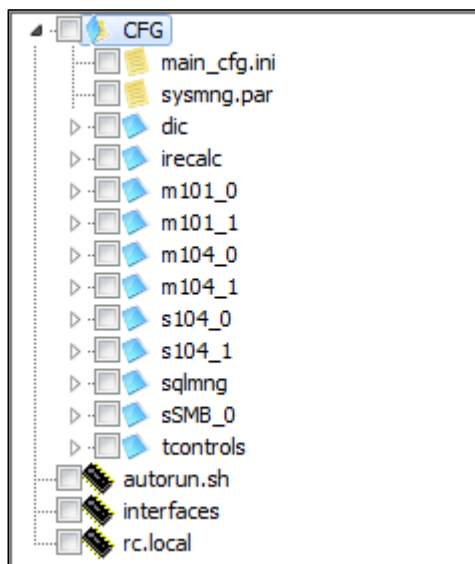 CFG
main_cfg.ini
sysmng.par
dic
irecalc
m101_0
m101_1
m104_0
m104_1
s104_0
s104_1
sqlmng
sSMB_0
tcontrols
autorun.sh
interfaces
rc.local